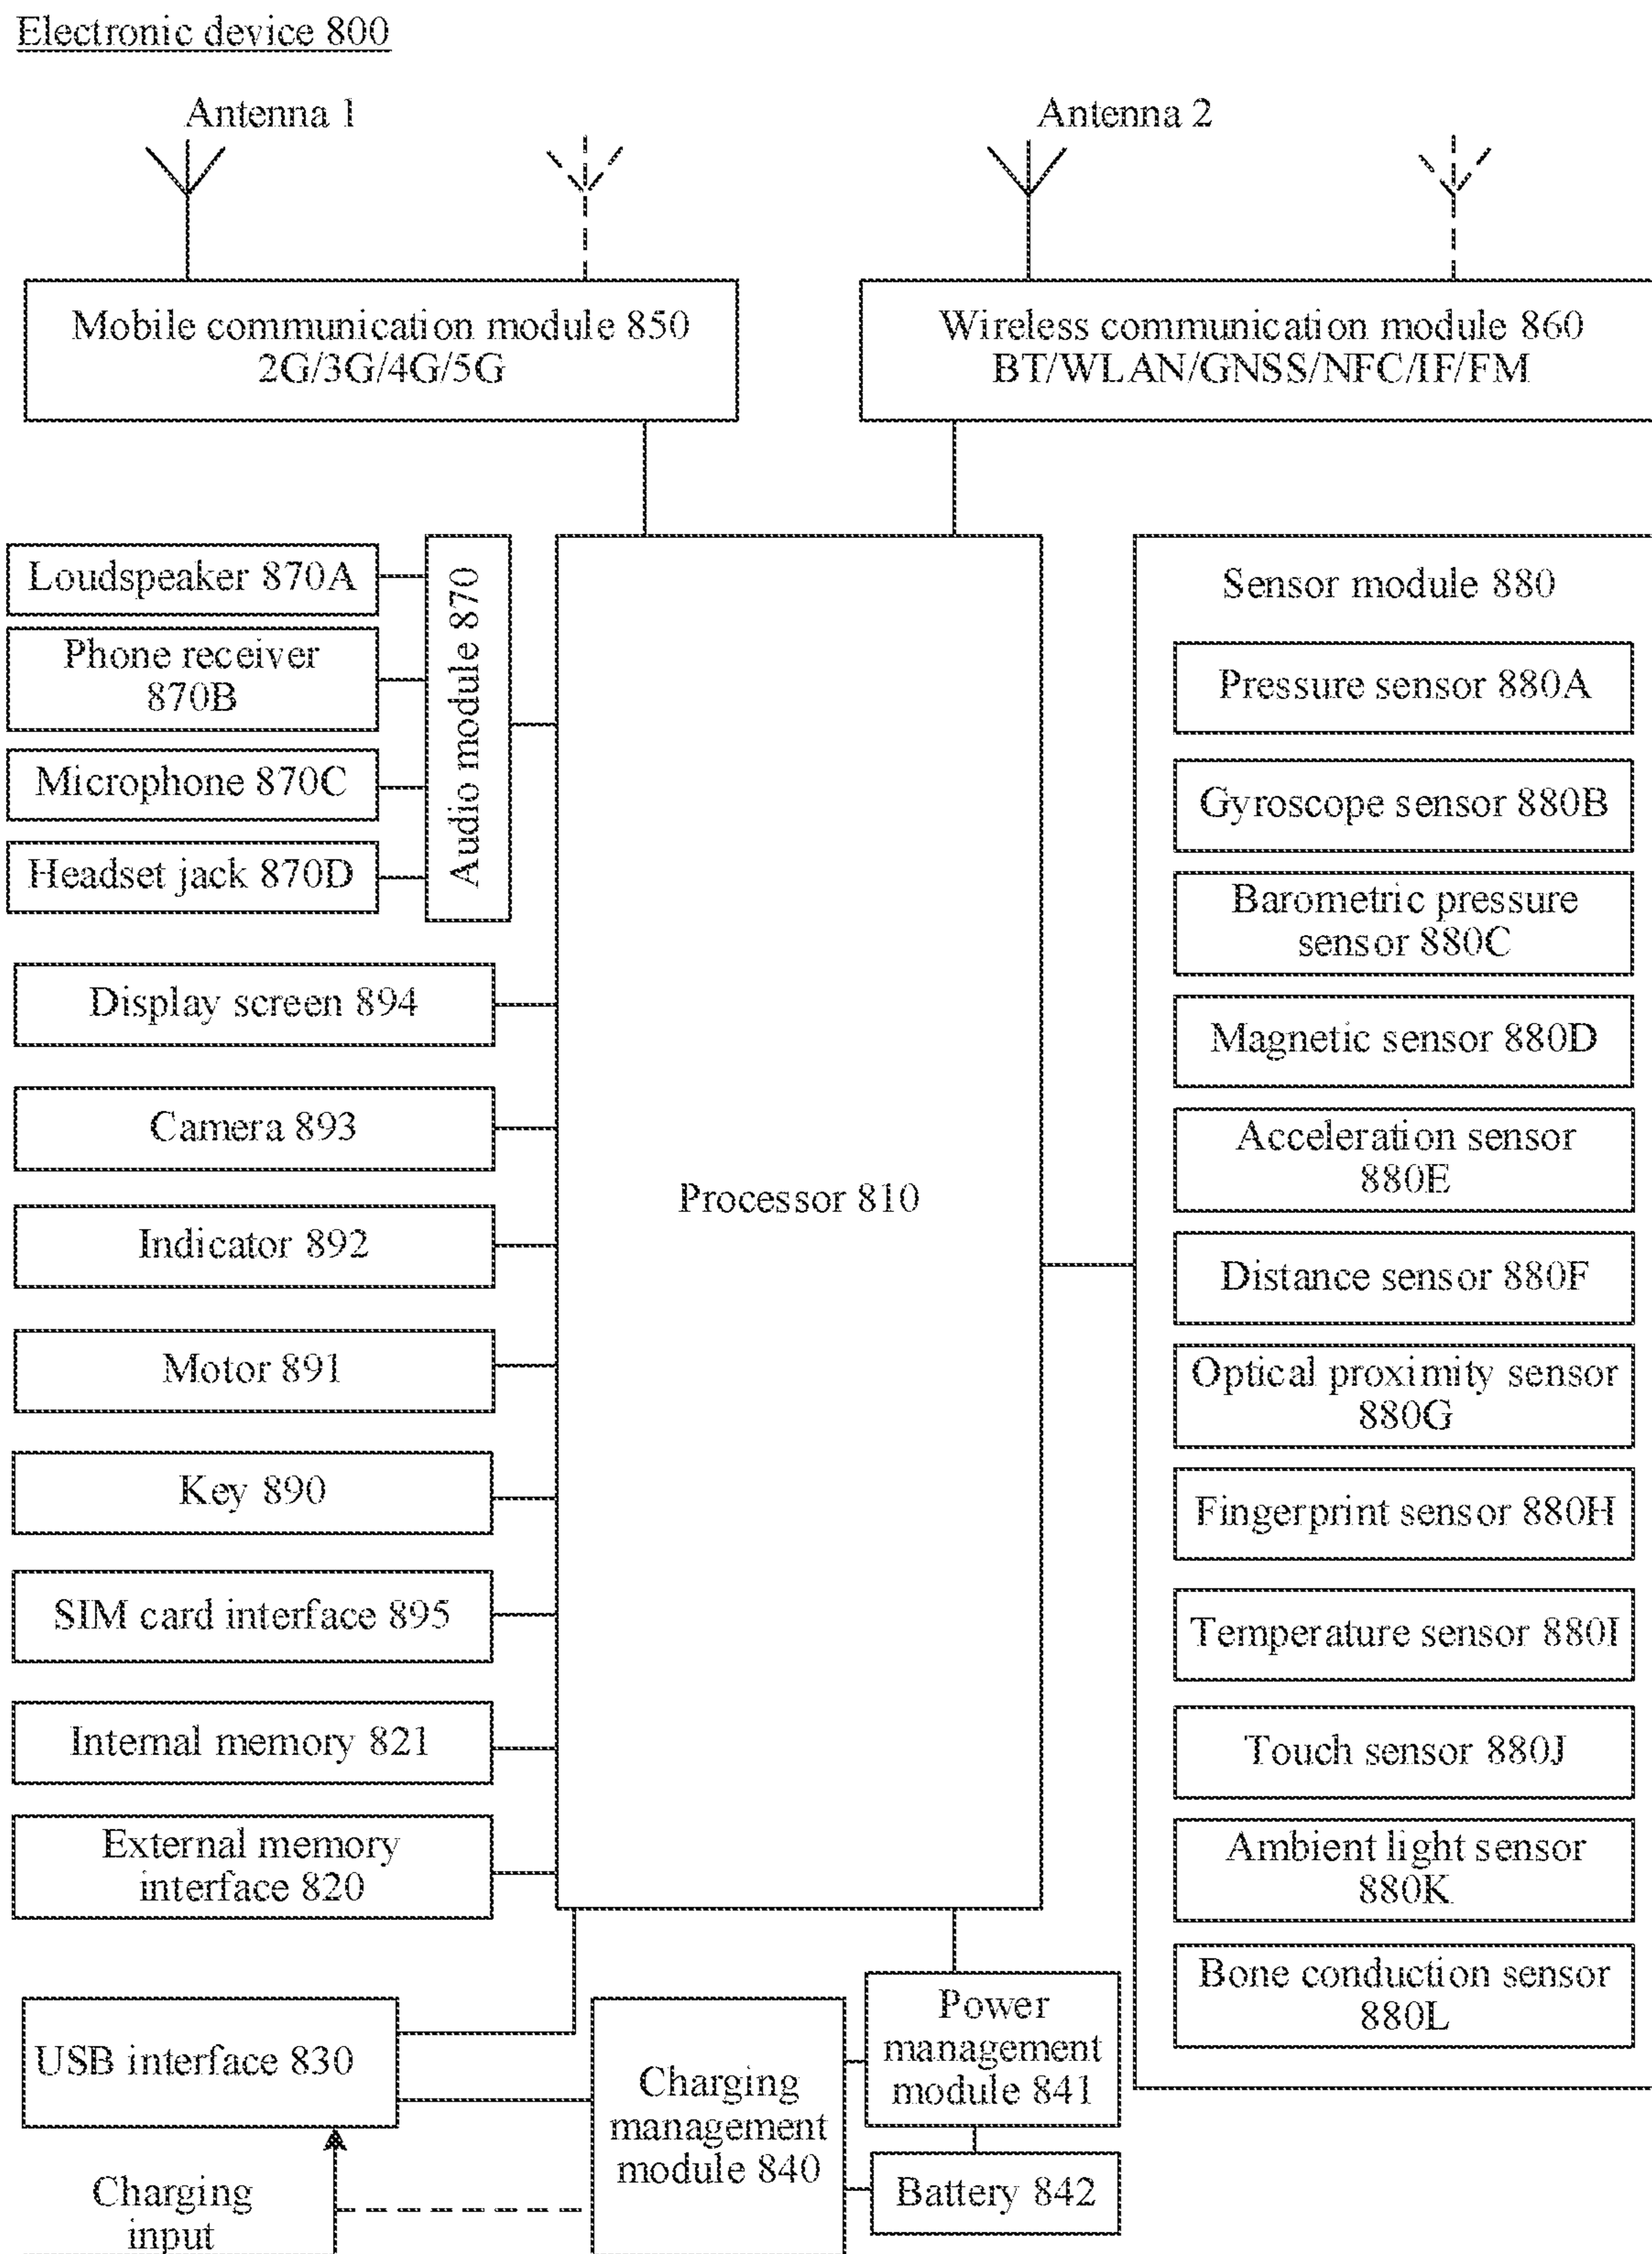 Electronic device 800
Antenna 1
Antenna 2
Mobile communication module 850
2G/3G/4G/5G
Wireless communication module 860
BT/WLAN/GNSS/NFC/IF/FM
Loudspeaker 870A
Phone receiver
870B
Microphone 870C
Headset jack 870D
Audio module 870
Display screen 894
Camera 893
Indicator 892
Motor 891
Key 890
SIM card interface 895
Internal memory 821
External memory
interface 820
Processor 810
Sensor module 880
Pressure sensor 880A
Gyroscope sensor 880B
Barometric pressure
sensor 880C
Magnetic sensor 880D
Acceleration sensor
880E
Distance sensor 880F
Optical proximity sensor
880G
Fingerprint sensor 880H
Temperature sensor 880I
Touch sensor 880J
Ambient light sensor
880K
Bone conduction sensor
880L
USB interface 830
Charging
management
module 840
Power
management
module 841
Battery 842
Charging
input